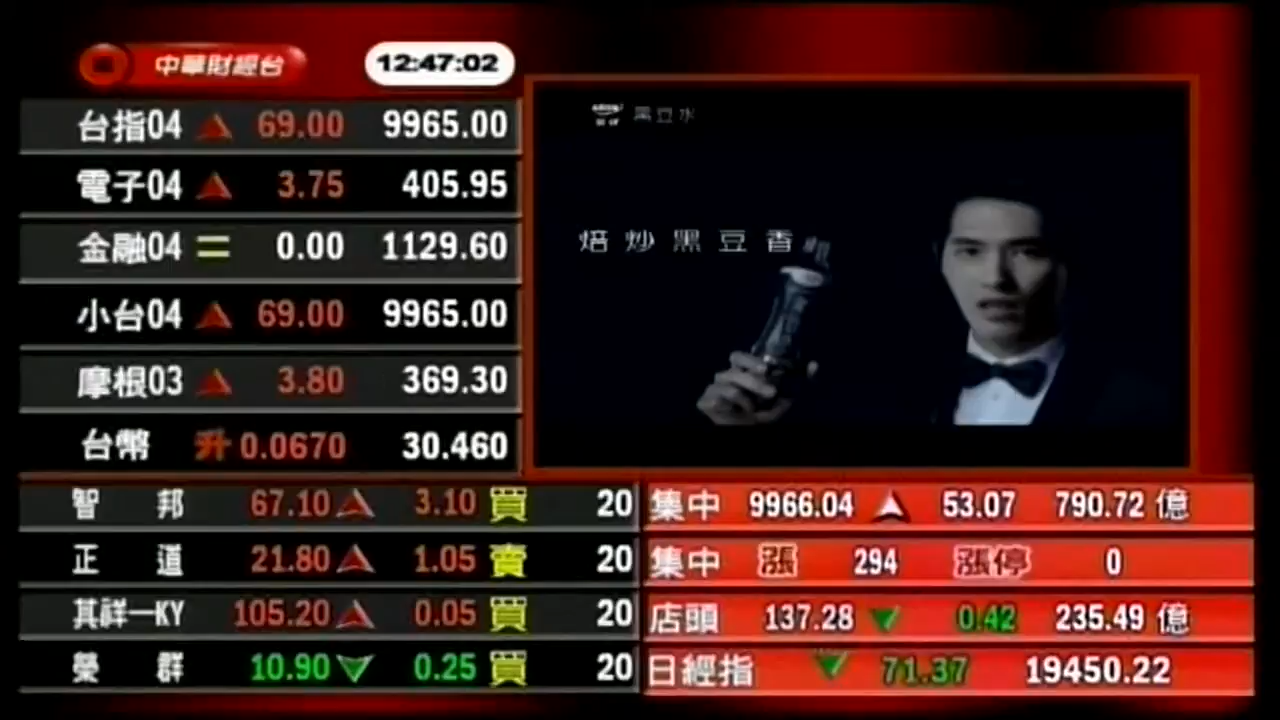 中華財經台 12:47:02
台指04 ▲ 69.00 9965.00
電子04 ▲ 3.75 405.95
金融04 = 0.00 1129.60
小台04 ▲ 69.00 9965.00
摩根03 ▲ 3.80 369.30
台幣 升 0.0670 30.460
黑豆水
焙炒黑豆香
智邦 67.10 ▲ 3.10 買 20
正道 21.80 ▲ 1.05 賣 20
其祥-KY 105.20 ▲ 0.05 買 20
榮群 10.90 ▼ 0.25 買 20
集中 9966.04 ▲ 53.07 790.72 億
集中 漲 294 漲停 0
店頭 137.28 ▼ 0.42 235.49 億
日經指 ▼ 71.37 19450.22